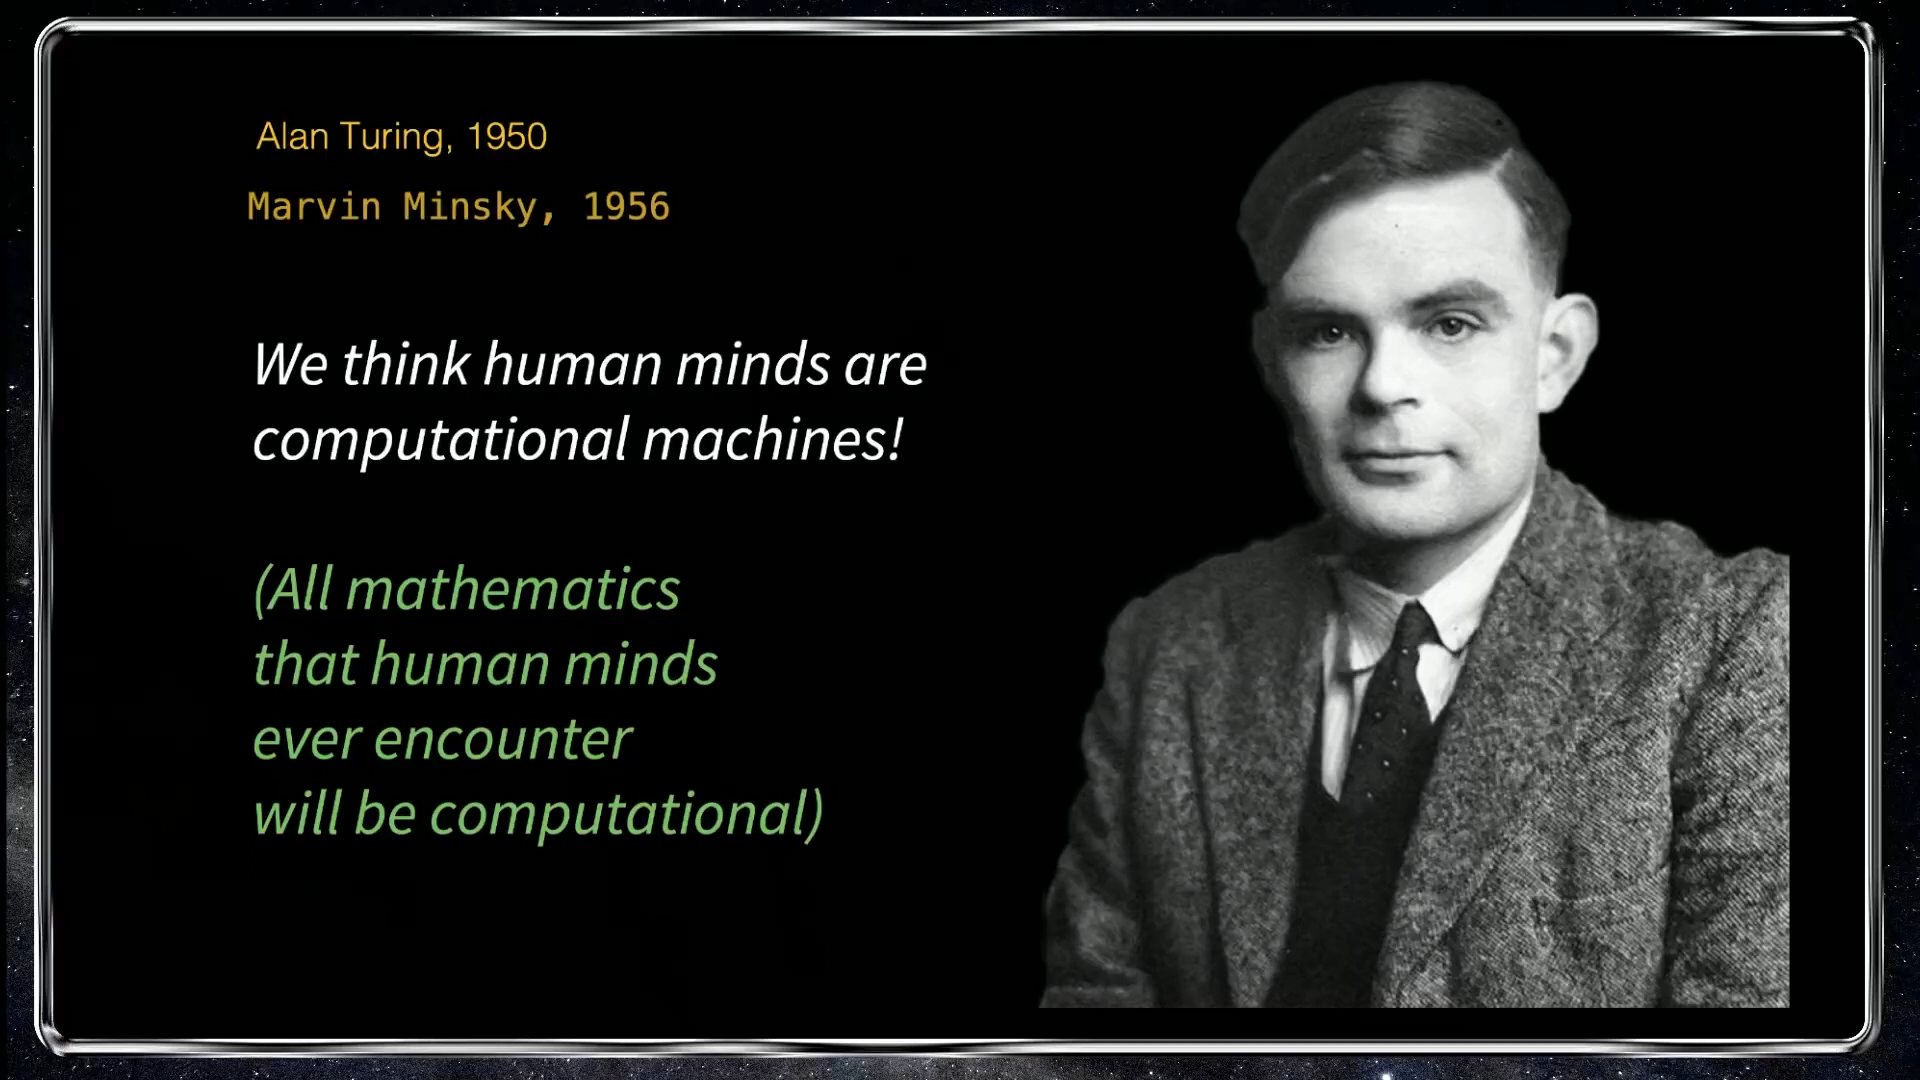 Alan Turing, 1950
Marvin Minsky, 1956
We think human minds are
computational machines!
(All mathematics
that human minds
ever encounter
will be computational)